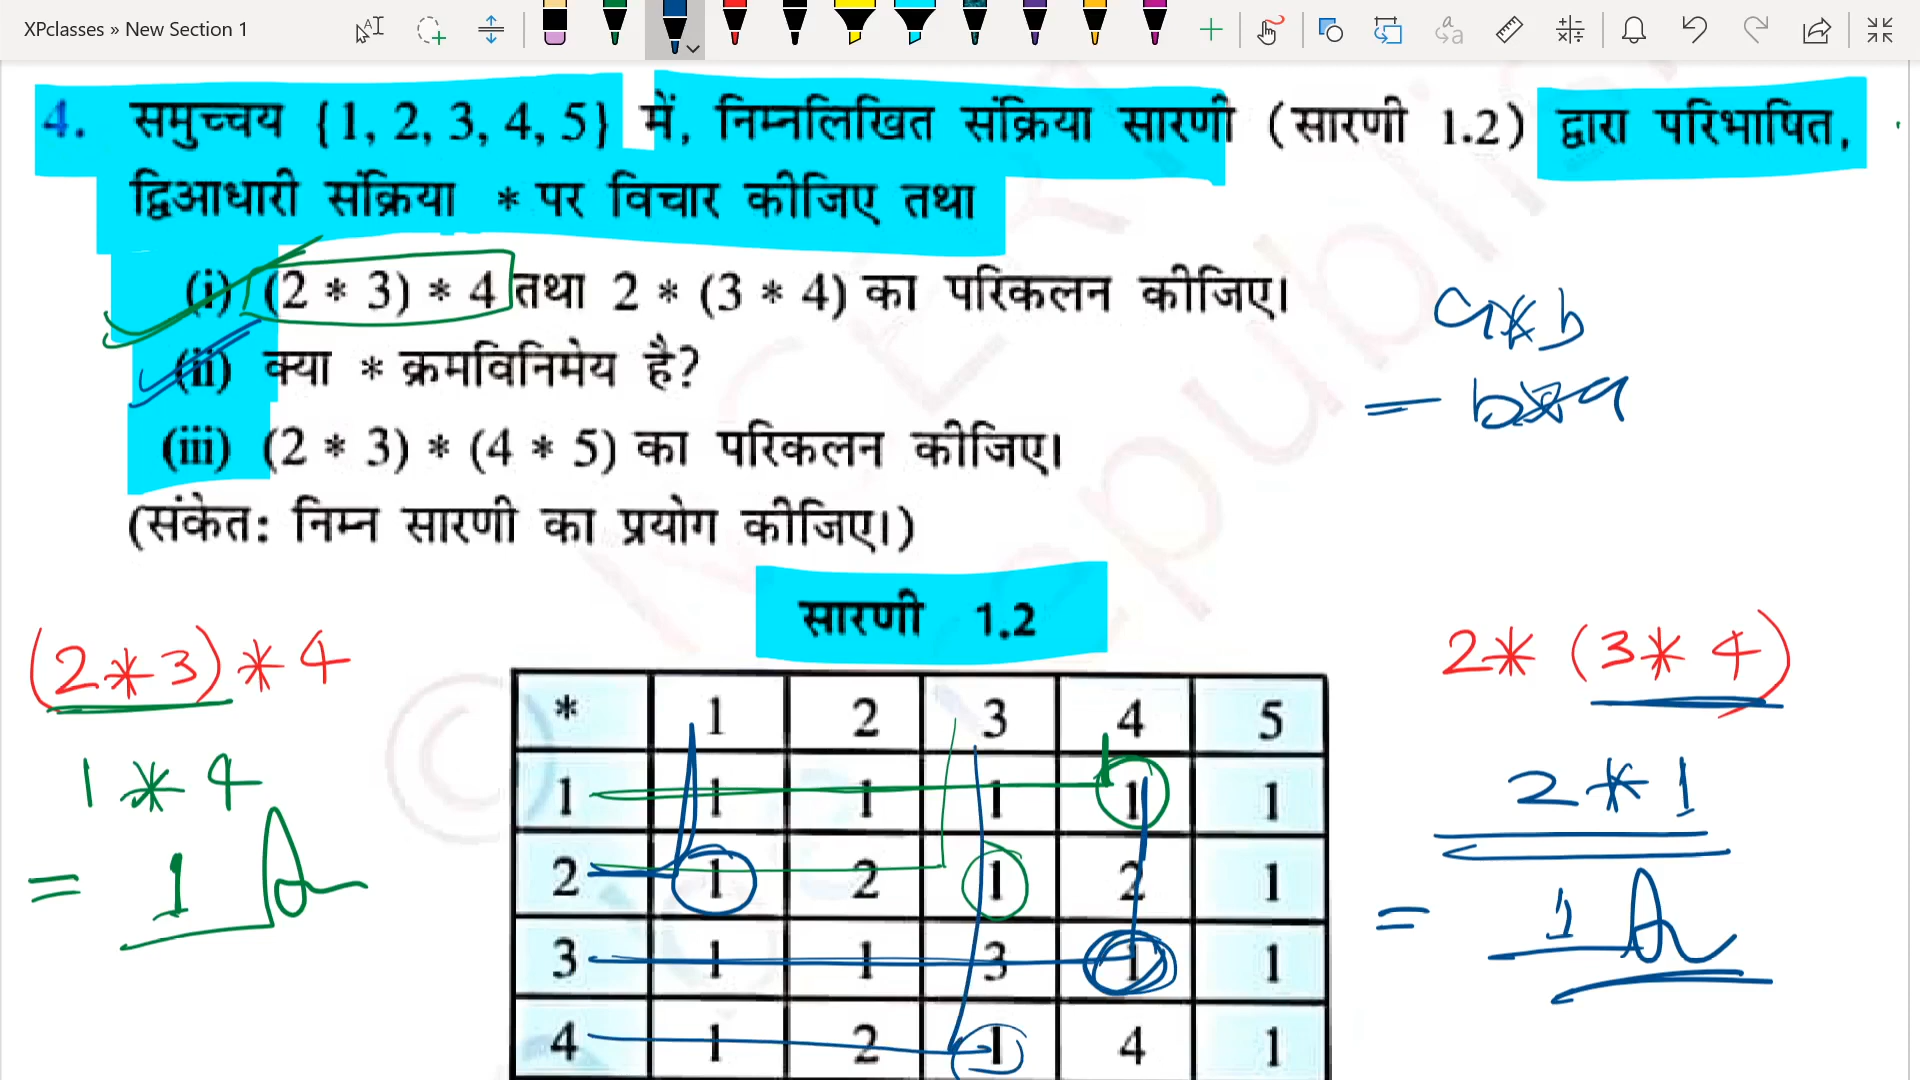 XPclasses » New Section 1
4. समुच्चय {1, 2, 3, 4, 5} में, निम्नलिखित संक्रिया सारणी (सारणी 1.2) द्वारा परिभाषित,
द्विआधारी संक्रिया * पर विचार कीजिए तथा
(i) (2 * 3) * 4 तथा 2 * (3 * 4) का परिकलन कीजिए।
(ii) क्या * क्रमविनिमेय है?
(iii) (2 * 3) * (4 * 5) का परिकलन कीजिए।
(संकेत: निम्न सारणी का प्रयोग कीजिए।)
a*b
= b*a
सारणी 1.2
(2*3)*4
1*4
= 1
* 1 2 3 4 5
1 1 1 1 1 1
2 1 2 1 2 1
3 1 1 3 1 1
4 1 2 1 4 1
2*(3*4)
2*1
= 1